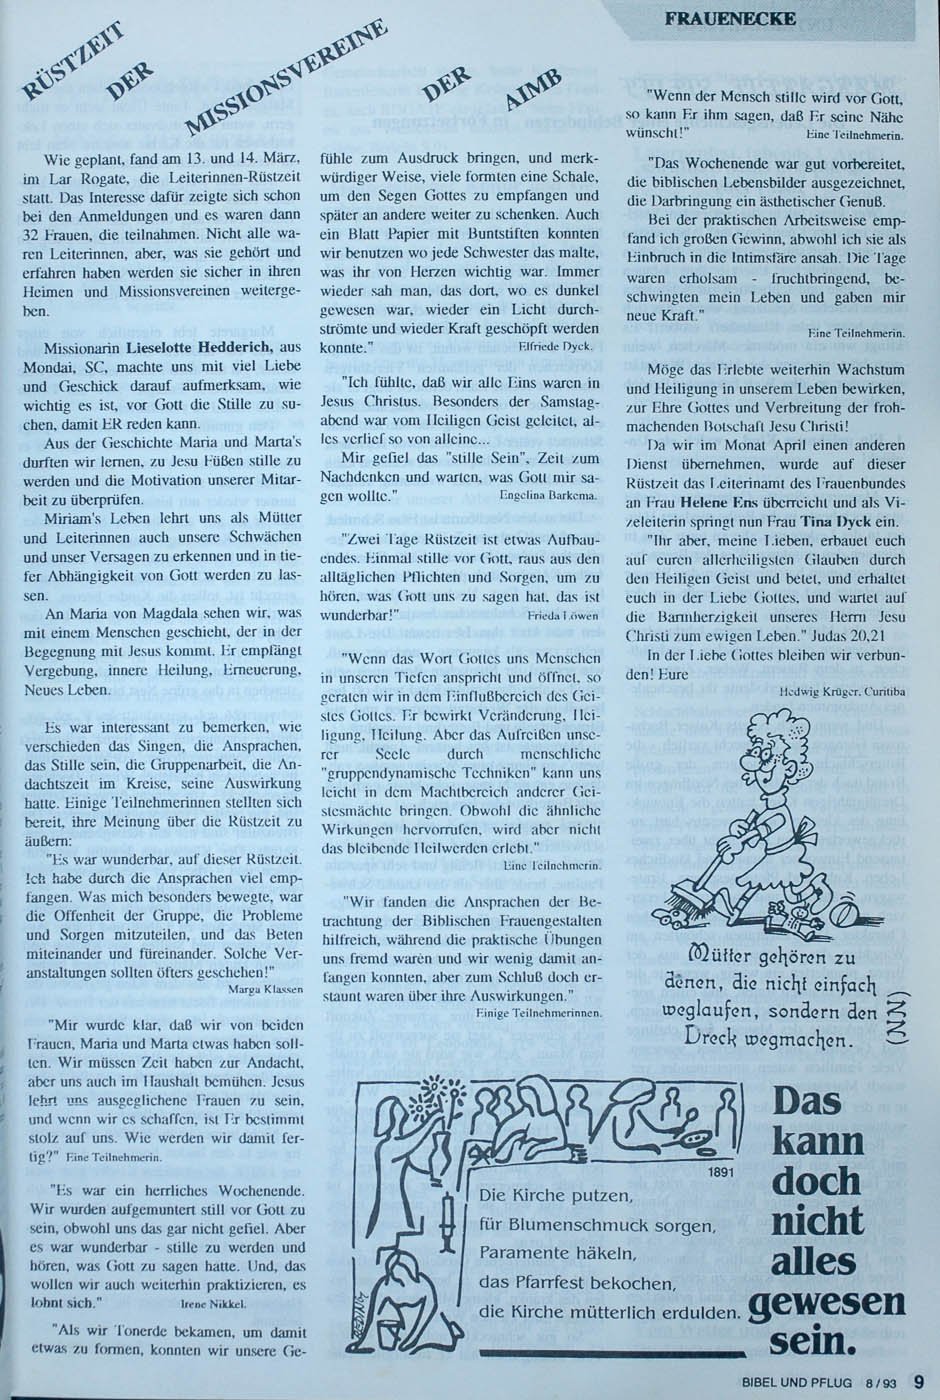 FRAUENECKE
RÜSTZEIT
DER
MISSIONSVEREINE
DER
AIMB
Wie geplant, fand am 13. und 14. März,
im Lar Rogate, die Leiterinnen-Rüstzeit
statt. Das Interesse dafür zeigte sich schon
bei den Anmeldungen und es waren dann
32 Frauen, die teilnahmen. Nicht alle wa-
ren Leiterinnen, aber, was sie gehört und
erfahren haben werden sie sicher in ihren
Heimen und Missionsvereinen weiterge-
ben.
Missionarin Lieselotte Hedderich, aus
Mondai, SC, machte uns mit viel Liebe
und Geschick darauf aufmerksam, wie
wichtig es ist, vor Gott die Stille zu su-
chen, damit ER reden kann.
Aus der Geschichte Maria und Marta's
durften wir lernen, zu Jesu Füßen stille zu
werden und die Motivation unserer Mitar-
beit zu überprüfen.
Miriam's Leben lehrt uns als Mütter
und Leiterinnen auch unsere Schwächen
und unser Versagen zu erkennen und in tie-
fer Abhängigkeit von Gott werden zu las-
sen.
An Maria von Magdala sehen wir, was
mit einem Menschen geschieht, der in der
Begegnung mit Jesus kommt. Er empfängt
Vergebung, innere Heilung, Erneuerung,
Neues Leben.
Es war interessant zu bemerken, wie
verschieden das Singen, die Ansprachen,
das Stille sein, die Gruppenarbeit, die An-
dachtszeit im Kreise, seine Auswirkung
hatte. Einige Teilnehmerinnen stellten sich
bereit, ihre Meinung über die Rüstzeit zu
äußern:
"Es war wunderbar, auf dieser Rüstzeit.
Ich habe durch die Ansprachen viel emp-
fangen. Was mich besonders bewegte, war
die Offenheit der Gruppe, die Probleme
und Sorgen mitzuteilen, und das Beten
miteinander und füreinander. Solche Ver-
anstaltungen sollten öfters geschehen!"
Marga Klassen
"Mir wurde klar, daß wir von beiden
Frauen, Maria und Marta etwas haben soll-
ten. Wir müssen Zeit haben zur Andacht,
aber uns auch im Haushalt bemühen. Jesus
lehrt uns ausgeglichene Frauen zu sein,
und wenn wir es schaffen, ist Er bestimmt
stolz auf uns. Wie werden wir damit fer-
tig?" Eine Teilnehmerin.
"Es war ein herrliches Wochenende.
Wir wurden aufgemuntert still vor Gott zu
sein, obwohl uns das gar nicht gefiel. Aber
es war wunderbar - stille zu werden und
hören, was Gott zu sagen hatte. Und, das
wollen wir auch weiterhin praktizieren, es
lohnt sich." Irene Nikkel.
"Als wir Tonerde bekamen, um damit
etwas zu formen, konnten wir unsere Ge-
fühle zum Ausdruck bringen, und merk-
würdiger Weise, viele formten eine Schale,
um den Segen Gottes zu empfangen und
später an andere weiter zu schenken. Auch
ein Blatt Papier mit Buntstiften konnten
wir benutzen wo jede Schwester das malte,
was ihr von Herzen wichtig war. Immer
wieder sah man, das dort, wo es dunkel
gewesen war, wieder ein Licht durch-
strömte und wieder Kraft geschöpft werden
konnte." Elfriede Dyck.
"Ich fühlte, daß wir alle Eins waren in
Jesus Christus. Besonders der Samstag-
abend war vom Heiligen Geist geleitet, al-
les verlief so von alleine...
Mir gefiel das "stille Sein", Zeit zum
Nachdenken und warten, was Gott mir sa-
gen wollte." Engelina Barkema.
"Zwei Tage Rüstzeit ist etwas Aufbau-
endes. Einmal stille vor Gott, raus aus den
alltäglichen Pflichten und Sorgen, um zu
hören, was Gott uns zu sagen hat, das ist
wunderbar!" Frieda Löwen
"Wenn das Wort Gottes uns Menschen
in unseren Tiefen anspricht und öffnet, so
geraten wir in den Einflußbereich des Gei-
stes Gottes. Er bewirkt Veränderung, Hei-
ligung, Heilung. Aber das Aufreißen unse-
rer Seele durch menschliche
"gruppendynamische Techniken" kann uns
leicht in dem Machtbereich anderer Gei-
stesmächte bringen. Obwohl die ähnliche
Wirkungen hervorrufen, wird aber nicht
das bleibende Heilwerden erlebt."
Eine Teilnehmerin.
"Wir fanden die Ansprachen der Be-
trachtung der Biblischen Frauengestalten
hilfreich, während die praktische Übungen
uns fremd waren und wir wenig damit an-
fangen konnten, aber zum Schluß doch er-
staunt waren über ihre Auswirkungen."
Einige Teilnehmerinnen.
"Wenn der Mensch stille wird vor Gott,
so kann Er ihm sagen, daß Er seine Nähe
wünscht!" Eine Teilnehmerin.
"Das Wochenende war gut vorbereitet,
die biblischen Lebensbilder ausgezeichnet,
die Darbringung ein ästhetischer Genuß.
Bei der praktischen Arbeitsweise emp-
fand ich großen Gewinn, abwohl ich sie als
Einbruch in die Intimsfäre ansah. Die Tage
waren erholsam - fruchtbringend, be-
schwingten mein Leben und gaben mir
neue Kraft."
Eine Teilnehmerin.
Möge das Erlebte weiterhin Wachstum
und Heiligung in unserem Leben bewirken,
zur Ehre Gottes und Verbreitung der froh-
machenden Botschaft Jesu Christi!
Da wir im Monat April einen anderen
Dienst übernehmen, wurde auf dieser
Rüstzeit das Leiterinamt des Frauenbundes
an Frau Helene Ens überreicht und als Vi-
zeleiterin springt nun Frau Tina Dyck ein.
"Ihr aber, meine Lieben, erbauet euch
auf euren allerheiligsten Glauben durch
den Heiligen Geist und betet, und erhaltet
euch in der Liebe Gottes, und wartet auf
die Barmherzigkeit unseres Herrn Jesu
Christi zum ewigen Leben." Judas 20,21
In der Liebe Gottes bleiben wir verbun-
den! Eure
Hedwig Krüger, Curitiba
Mütter gehören zu
denen, die nicht einfach
weglaufen, sondern den
Dreck wegmachen.
1891
Die Kirche putzen,
für Blumenschmuck sorgen,
Paramente häkeln,
das Pfarrfest bekochen,
die Kirche mütterlich erdulden.
Das
kann
doch
nicht
alles
gewesen
sein.
BIBEL UND PFLUG 8/93 9